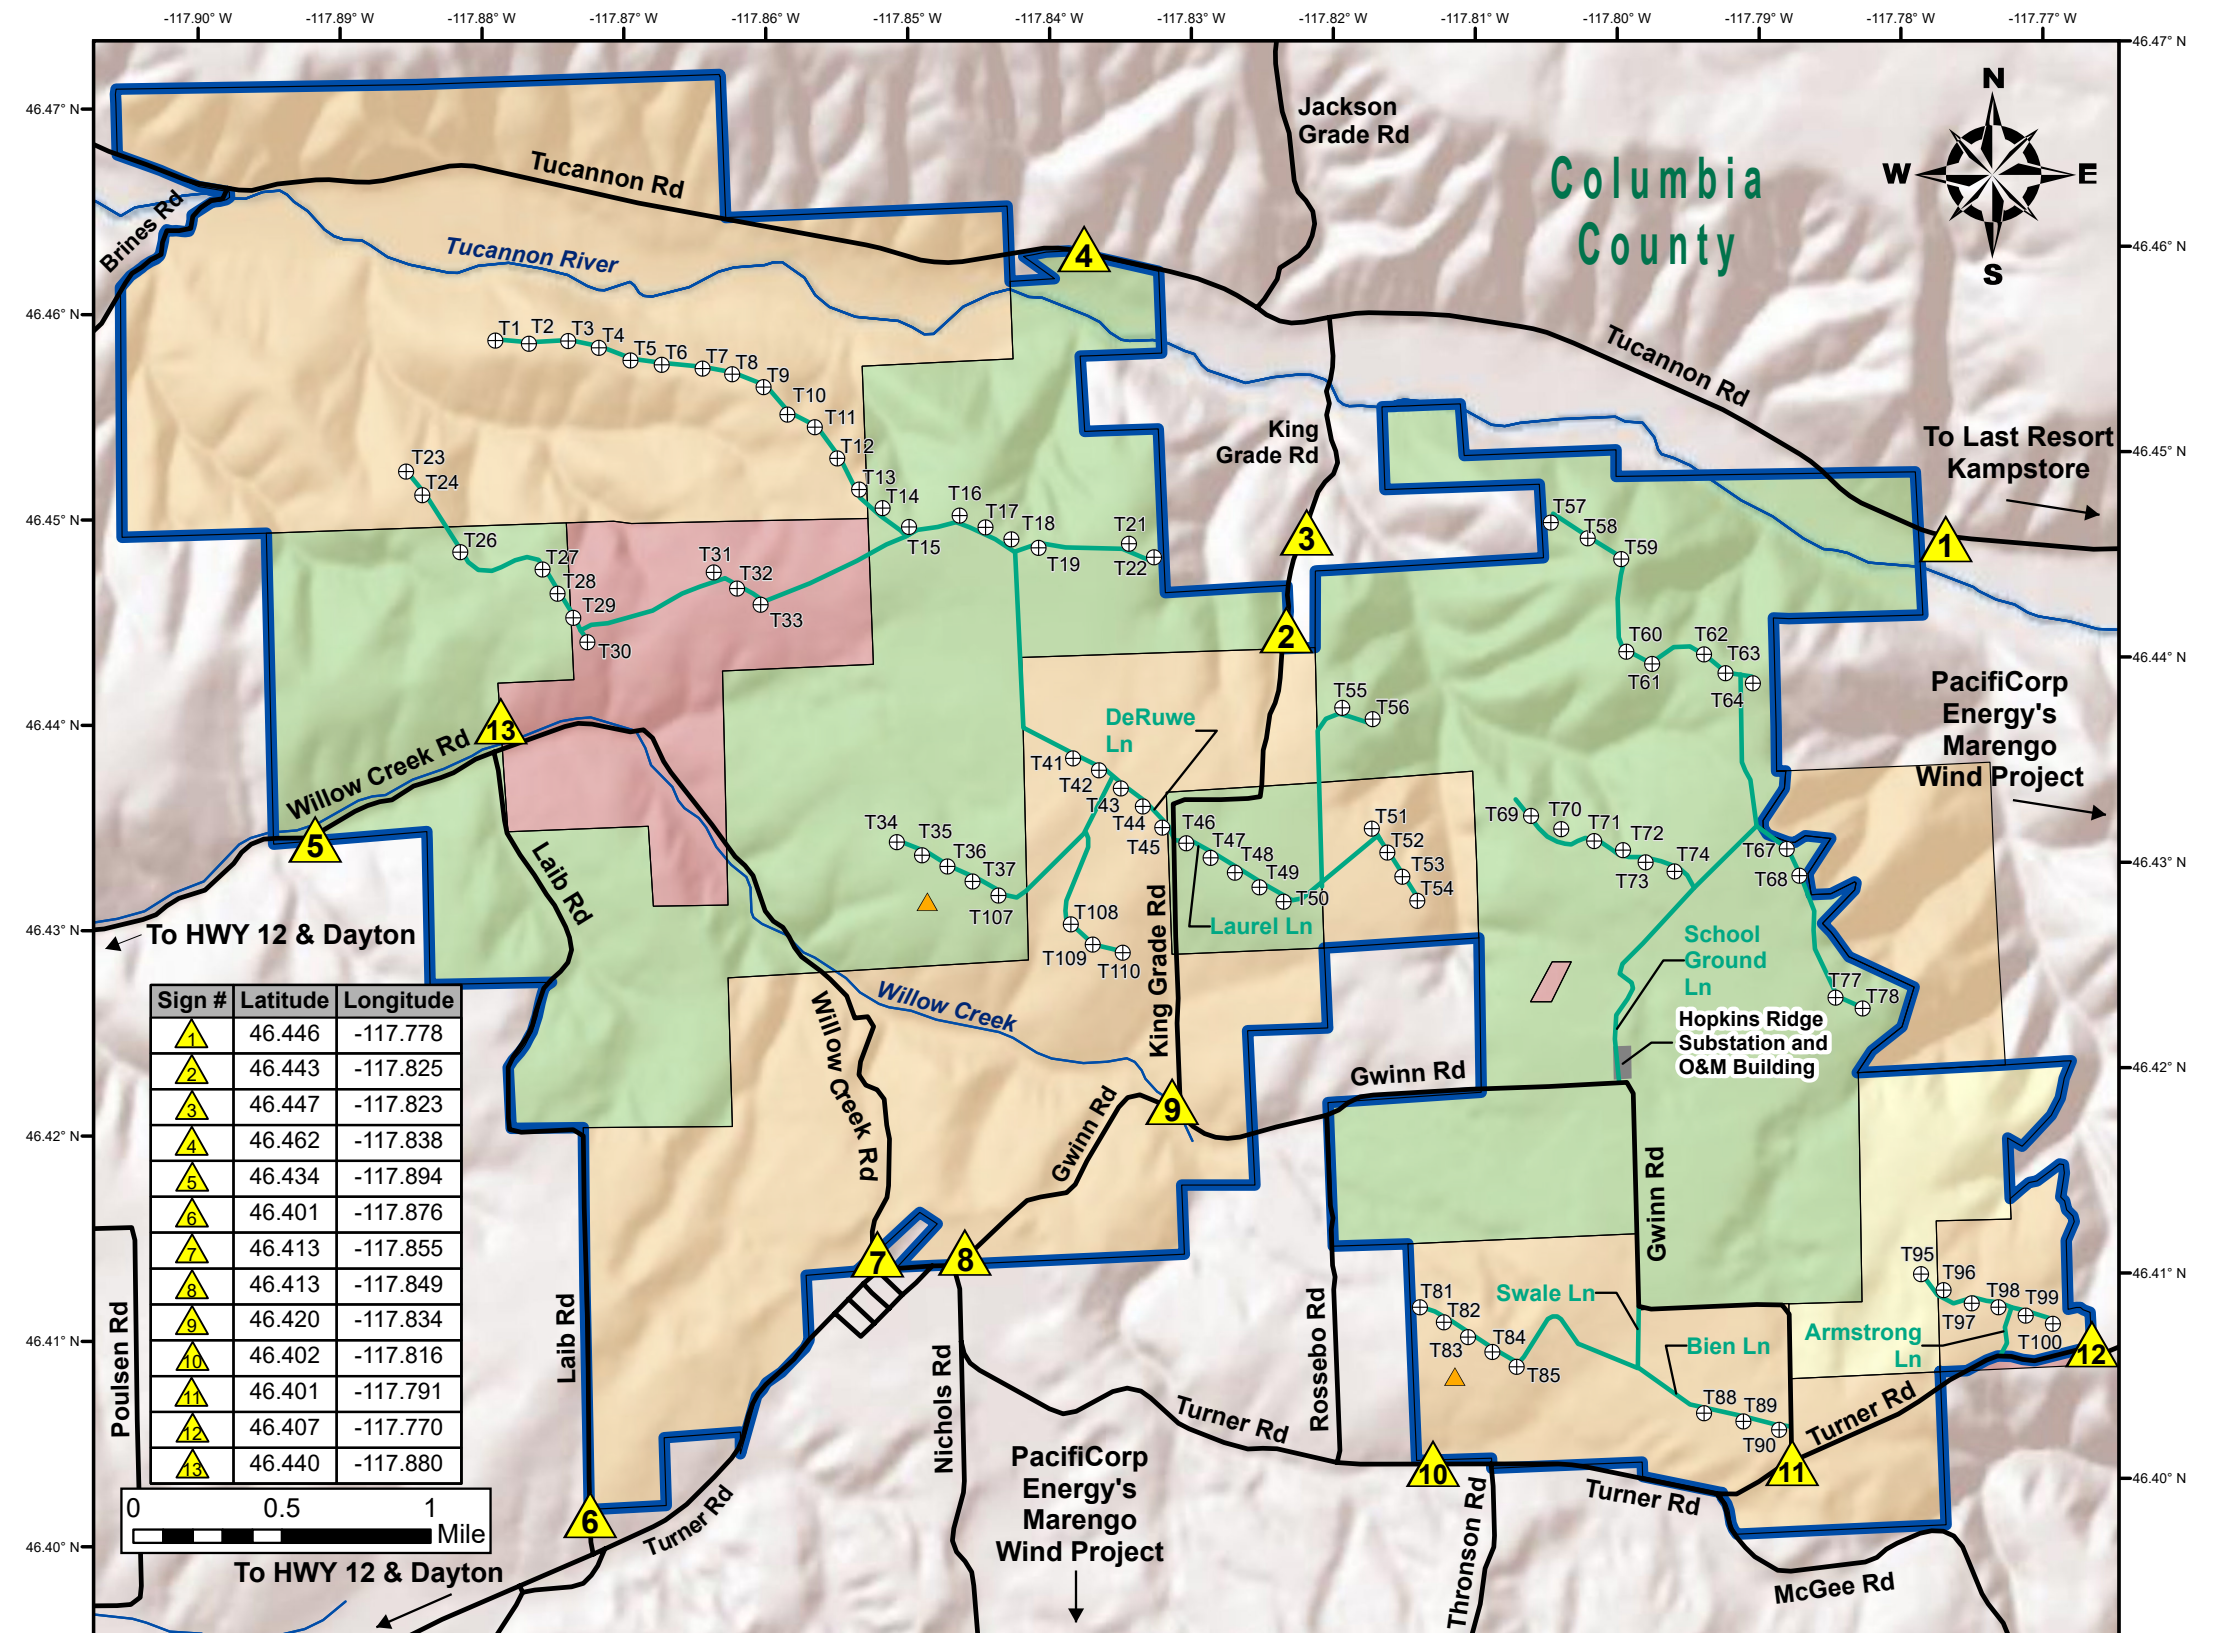 -117.90° W
-117.89° W
-117.88° W
-117.87° W
-117.86° W
-117.85° W
-117.84° W
-117.83° W
-117.82° W
-117.81° W
-117.80° W
-117.79° W
-117.78° W
-117.77° W
46.47° N
46.47° N
46.46° N
46.46° N
46.45° N
46.45° N
46.44° N
46.44° N
46.43° N
46.43° N
46.42° N
46.42° N
46.41° N
46.41° N
46.40° N
46.40° N
N
W
E
S
Columbia
County
Jackson
Grade Rd
Tucannon Rd
Brines Rd
Tucannon River
4
T1
T2
T3
T4
T5
T6
T7
T8
T9
T10
T11
T12
T13
T14
T15
T16
T17
T18
T19
T21
T22
T23
T24
T26
T27
T28
T29
T30
T31
T32
T33
King
Grade Rd
Tucannon Rd
To Last Resort
Kampstore
3
2
1
T57
T58
T59
T60
T61
T62
T63
T64
PacifiCorp
Energy's
Marengo
Wind Project
13
Willow Creek Rd
5
Laib Rd
To HWY 12 & Dayton
DeRuwe
Ln
T41
T42
T43
T44
T45
T46
T47
T48
T49
T50
T51
T52
T53
T54
T55
T56
Laurel Ln
T34
T35
T36
T37
T107
T108
T109
T110
T69
T70
T71
T72
T73
T74
T67
T68
T77
T78
School
Ground
Ln
Hopkins Ridge
Substation and
O&M Building
King Grade Rd
Willow Creek
Willow Creek Rd
Gwinn Rd
9
Gwinn Rd
Gwinn Rd
7
8
Sign # Latitude Longitude
1 46.446 -117.778
2 46.443 -117.825
3 46.447 -117.823
4 46.462 -117.838
5 46.434 -117.894
6 46.401 -117.876
7 46.413 -117.855
8 46.413 -117.849
9 46.420 -117.834
10 46.402 -117.816
11 46.401 -117.791
12 46.407 -117.770
13 46.440 -117.880
0 0.5 1
Mile
Poulsen Rd
Laib Rd
6
Turner Rd
To HWY 12 & Dayton
Nichols Rd
Turner Rd
Rossebo Rd
PacifiCorp
Energy's
Marengo
Wind Project
T81
T82
T83
T84
T85
Swale Ln
Bien Ln
T88
T89
T90
T95
T96
T97
T98
T99
T100
Armstrong
Ln
12
10
11
Turner Rd
Turner Rd
Thronson Rd
McGee Rd